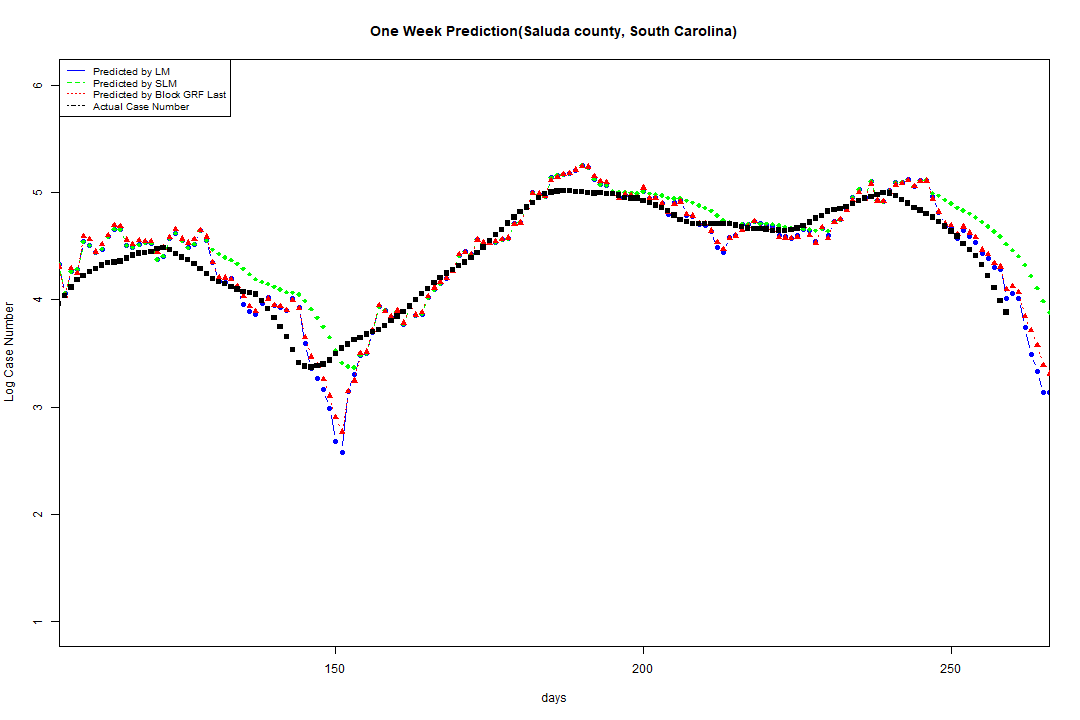 One Week Prediction(Saluda county, South Carolina)
Predicted by LM
Predicted by SLM
Predicted by Block GRF Last
Actual Case Number
6
5
4
3
2
1
Log Case Number
150 200 250
days